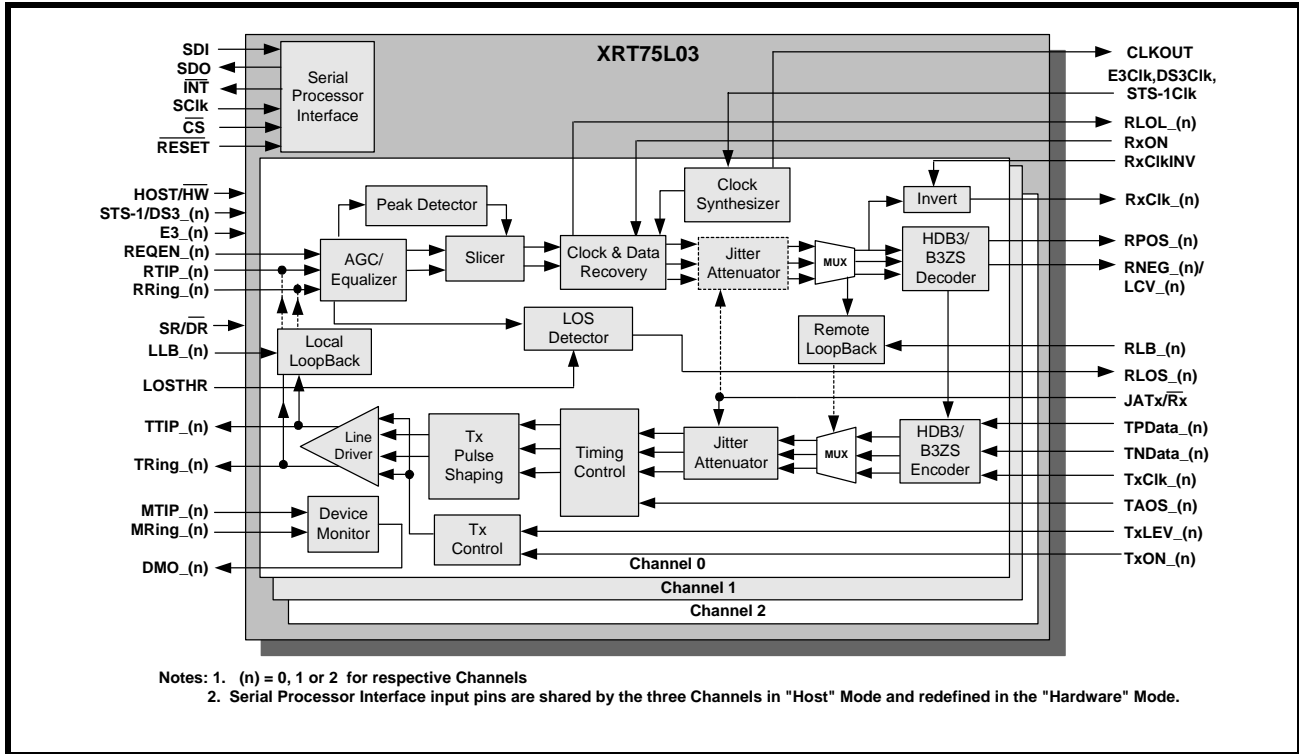 XRT75L03
SDI
SDO
INT
SClk
CS
RESET
Serial
Processor
Interface
HOST/HW
STS-1/DS3_(n)
E3_(n)
REQEN_(n)
RTIP_(n)
RRing_(n)
SR/DR
LLB_(n)
LOSTHR
TTIP_(n)
TRing_(n)
MTIP_(n)
MRing_(n)
DMO_(n)
Peak Detector
AGC/
Equalizer
Slicer
Clock & Data
Recovery
Clock
Synthesizer
Jitter
Attenuator
MUX
Invert
HDB3/
B3ZS
Decoder
LOS
Detector
Remote
LoopBack
Local
LoopBack
Line
Driver
Tx
Pulse
Shaping
Timing
Control
Jitter
Attenuator
MUX
HDB3/
B3ZS
Encoder
Device
Monitor
Tx
Control
Channel 0
Channel 1
Channel 2
CLKOUT
E3Clk,DS3Clk,
STS-1Clk
RLOL_(n)
RxON
RxClkINV
RxClk_(n)
RPOS_(n)
RNEG_(n)/
LCV_(n)
RLB_(n)
RLOS_(n)
JATx/Rx
TPData_(n)
TNData_(n)
TxClk_(n)
TAOS_(n)
TxLEV_(n)
TxON_(n)
Notes: 1. (n) = 0, 1 or 2 for respective Channels
2. Serial Processor Interface input pins are shared by the three Channels in "Host" Mode and redefined in the "Hardware" Mode.